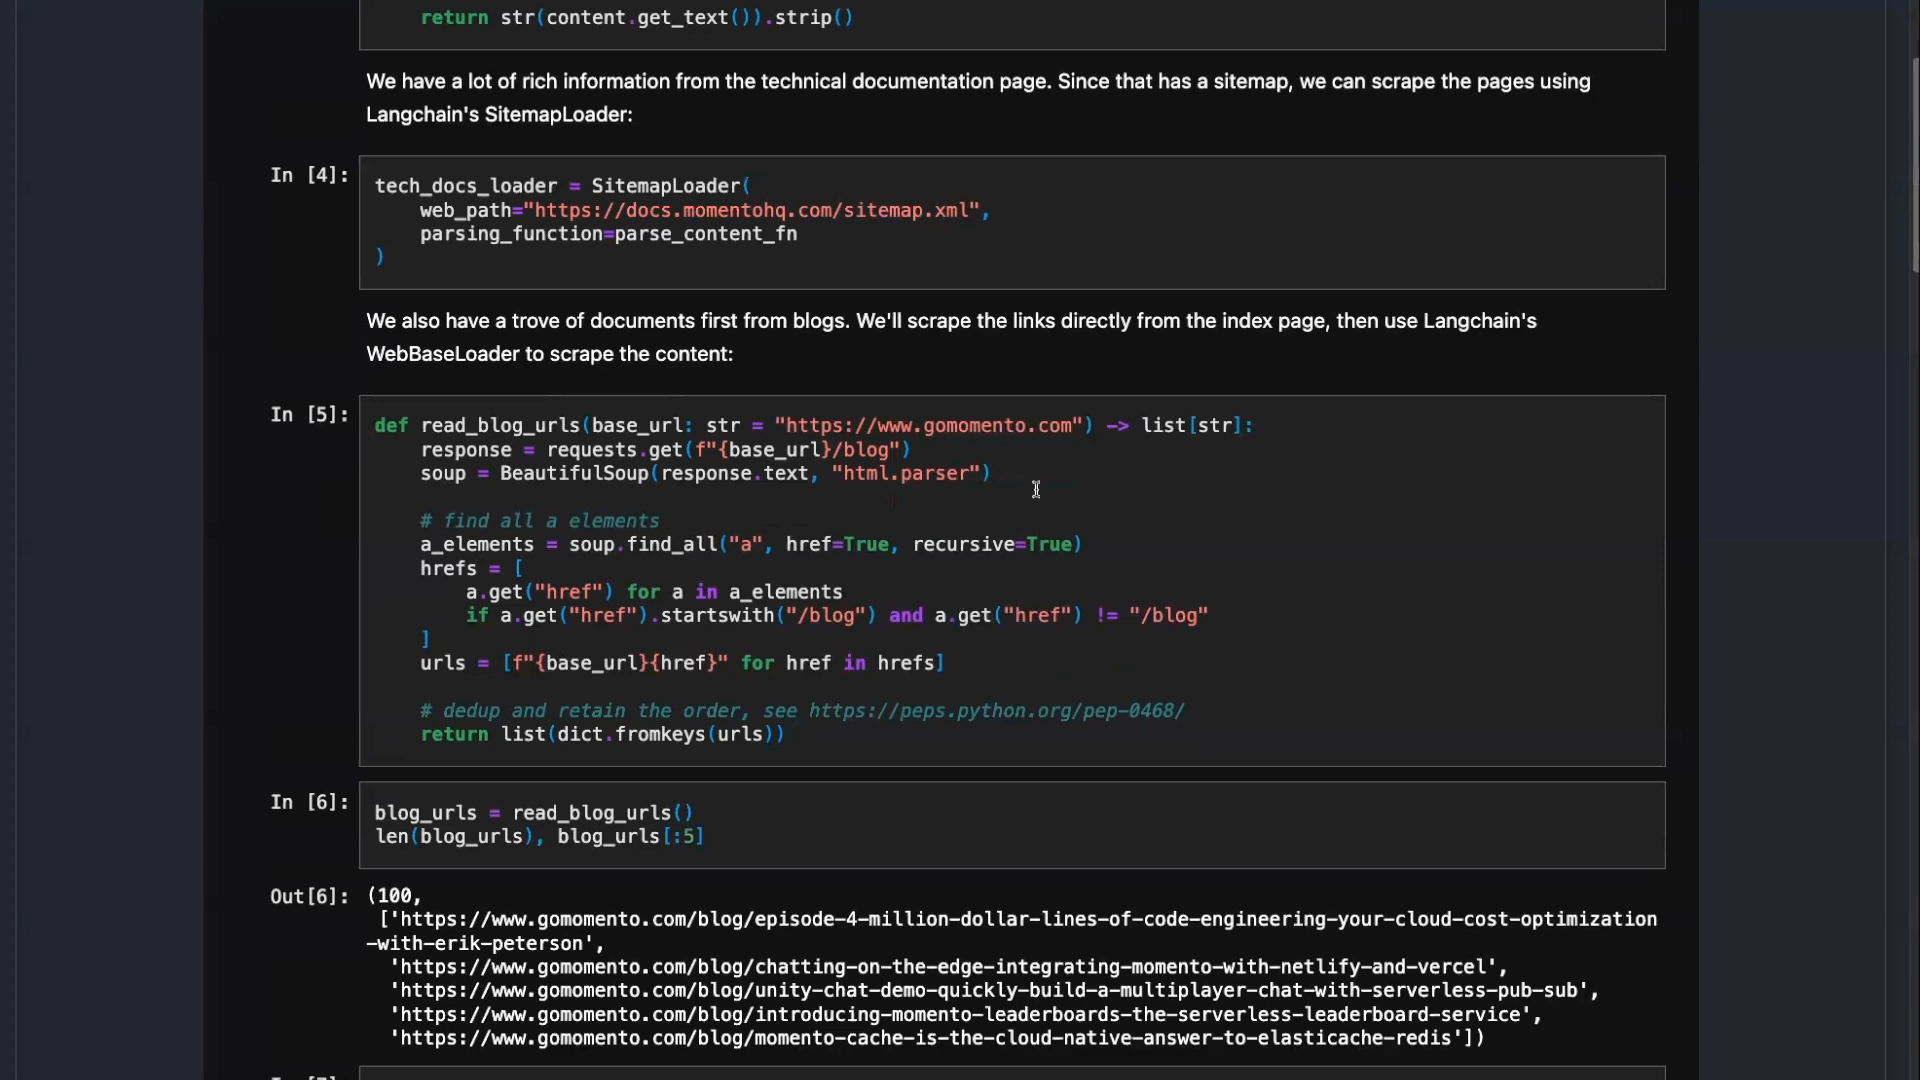 return str(content.get_text()).strip()
We have a lot of rich information from the technical documentation page. Since that has a sitemap, we can scrape the pages using
Langchain's SitemapLoader:
In [4]:
tech_docs_loader = SitemapLoader(
web_path="https://docs.momentohq.com/sitemap.xml",
parsing_function=parse_content_fn
)
We also have a trove of documents first from blogs. We'll scrape the links directly from the index page, then use Langchain's
WebBaseLoader to scrape the content:
In [5]:
def read_blog_urls(base_url: str = "https://www.gomomento.com") -> list[str]:
response = requests.get(f"{base_url}/blog")
soup = BeautifulSoup(response.text, "html.parser")
# find all a elements
a_elements = soup.find_all("a", href=True, recursive=True)
hrefs = [
a.get("href") for a in a_elements
if a.get("href").startswith("/blog") and a.get("href") != "/blog"
]
urls = [f"{base_url}{href}" for href in hrefs]
# dedup and retain the order, see https://peps.python.org/pep-0468/
return list(dict.fromkeys(urls))
In [6]:
blog_urls = read_blog_urls()
len(blog_urls), blog_urls[:5]
Out[6]:
(100,
['https://www.gomomento.com/blog/episode-4-million-dollar-lines-of-code-engineering-your-cloud-cost-optimization
-with-erik-peterson',
'https://www.gomomento.com/blog/chatting-on-the-edge-integrating-momento-with-netlify-and-vercel',
'https://www.gomomento.com/blog/unity-chat-demo-quickly-build-a-multiplayer-chat-with-serverless-pub-sub',
'https://www.gomomento.com/blog/introducing-momento-leaderboards-the-serverless-leaderboard-service',
'https://www.gomomento.com/blog/momento-cache-is-the-cloud-native-answer-to-elasticache-redis'])